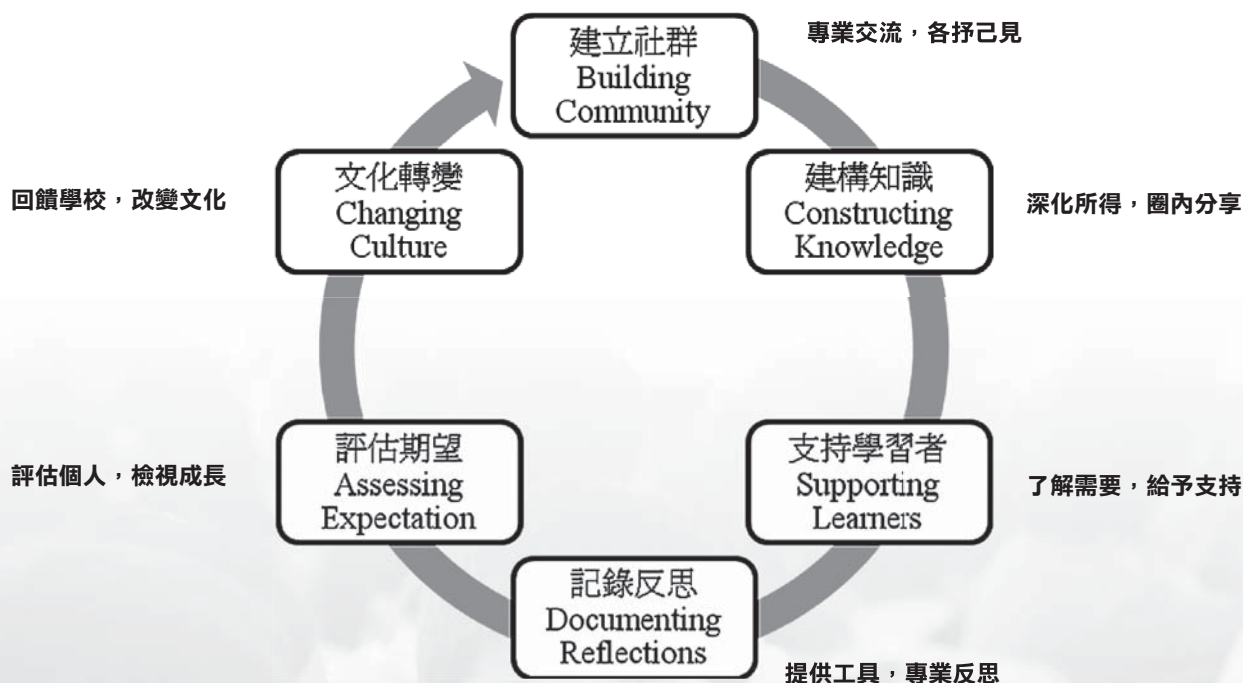 建立社群
Building
Community
專業交流，各抒己見
建構知識
Constructing
Knowledge
深化所得，圈內分享
支持學習者
Supporting
Learners
了解需要，給予支持
記錄反思
Documenting
Reflections
提供工具，專業反思
評估期望
Assessing
Expectation
評估個人，檢視成長
文化轉變
Changing
Culture
回饋學校，改變文化